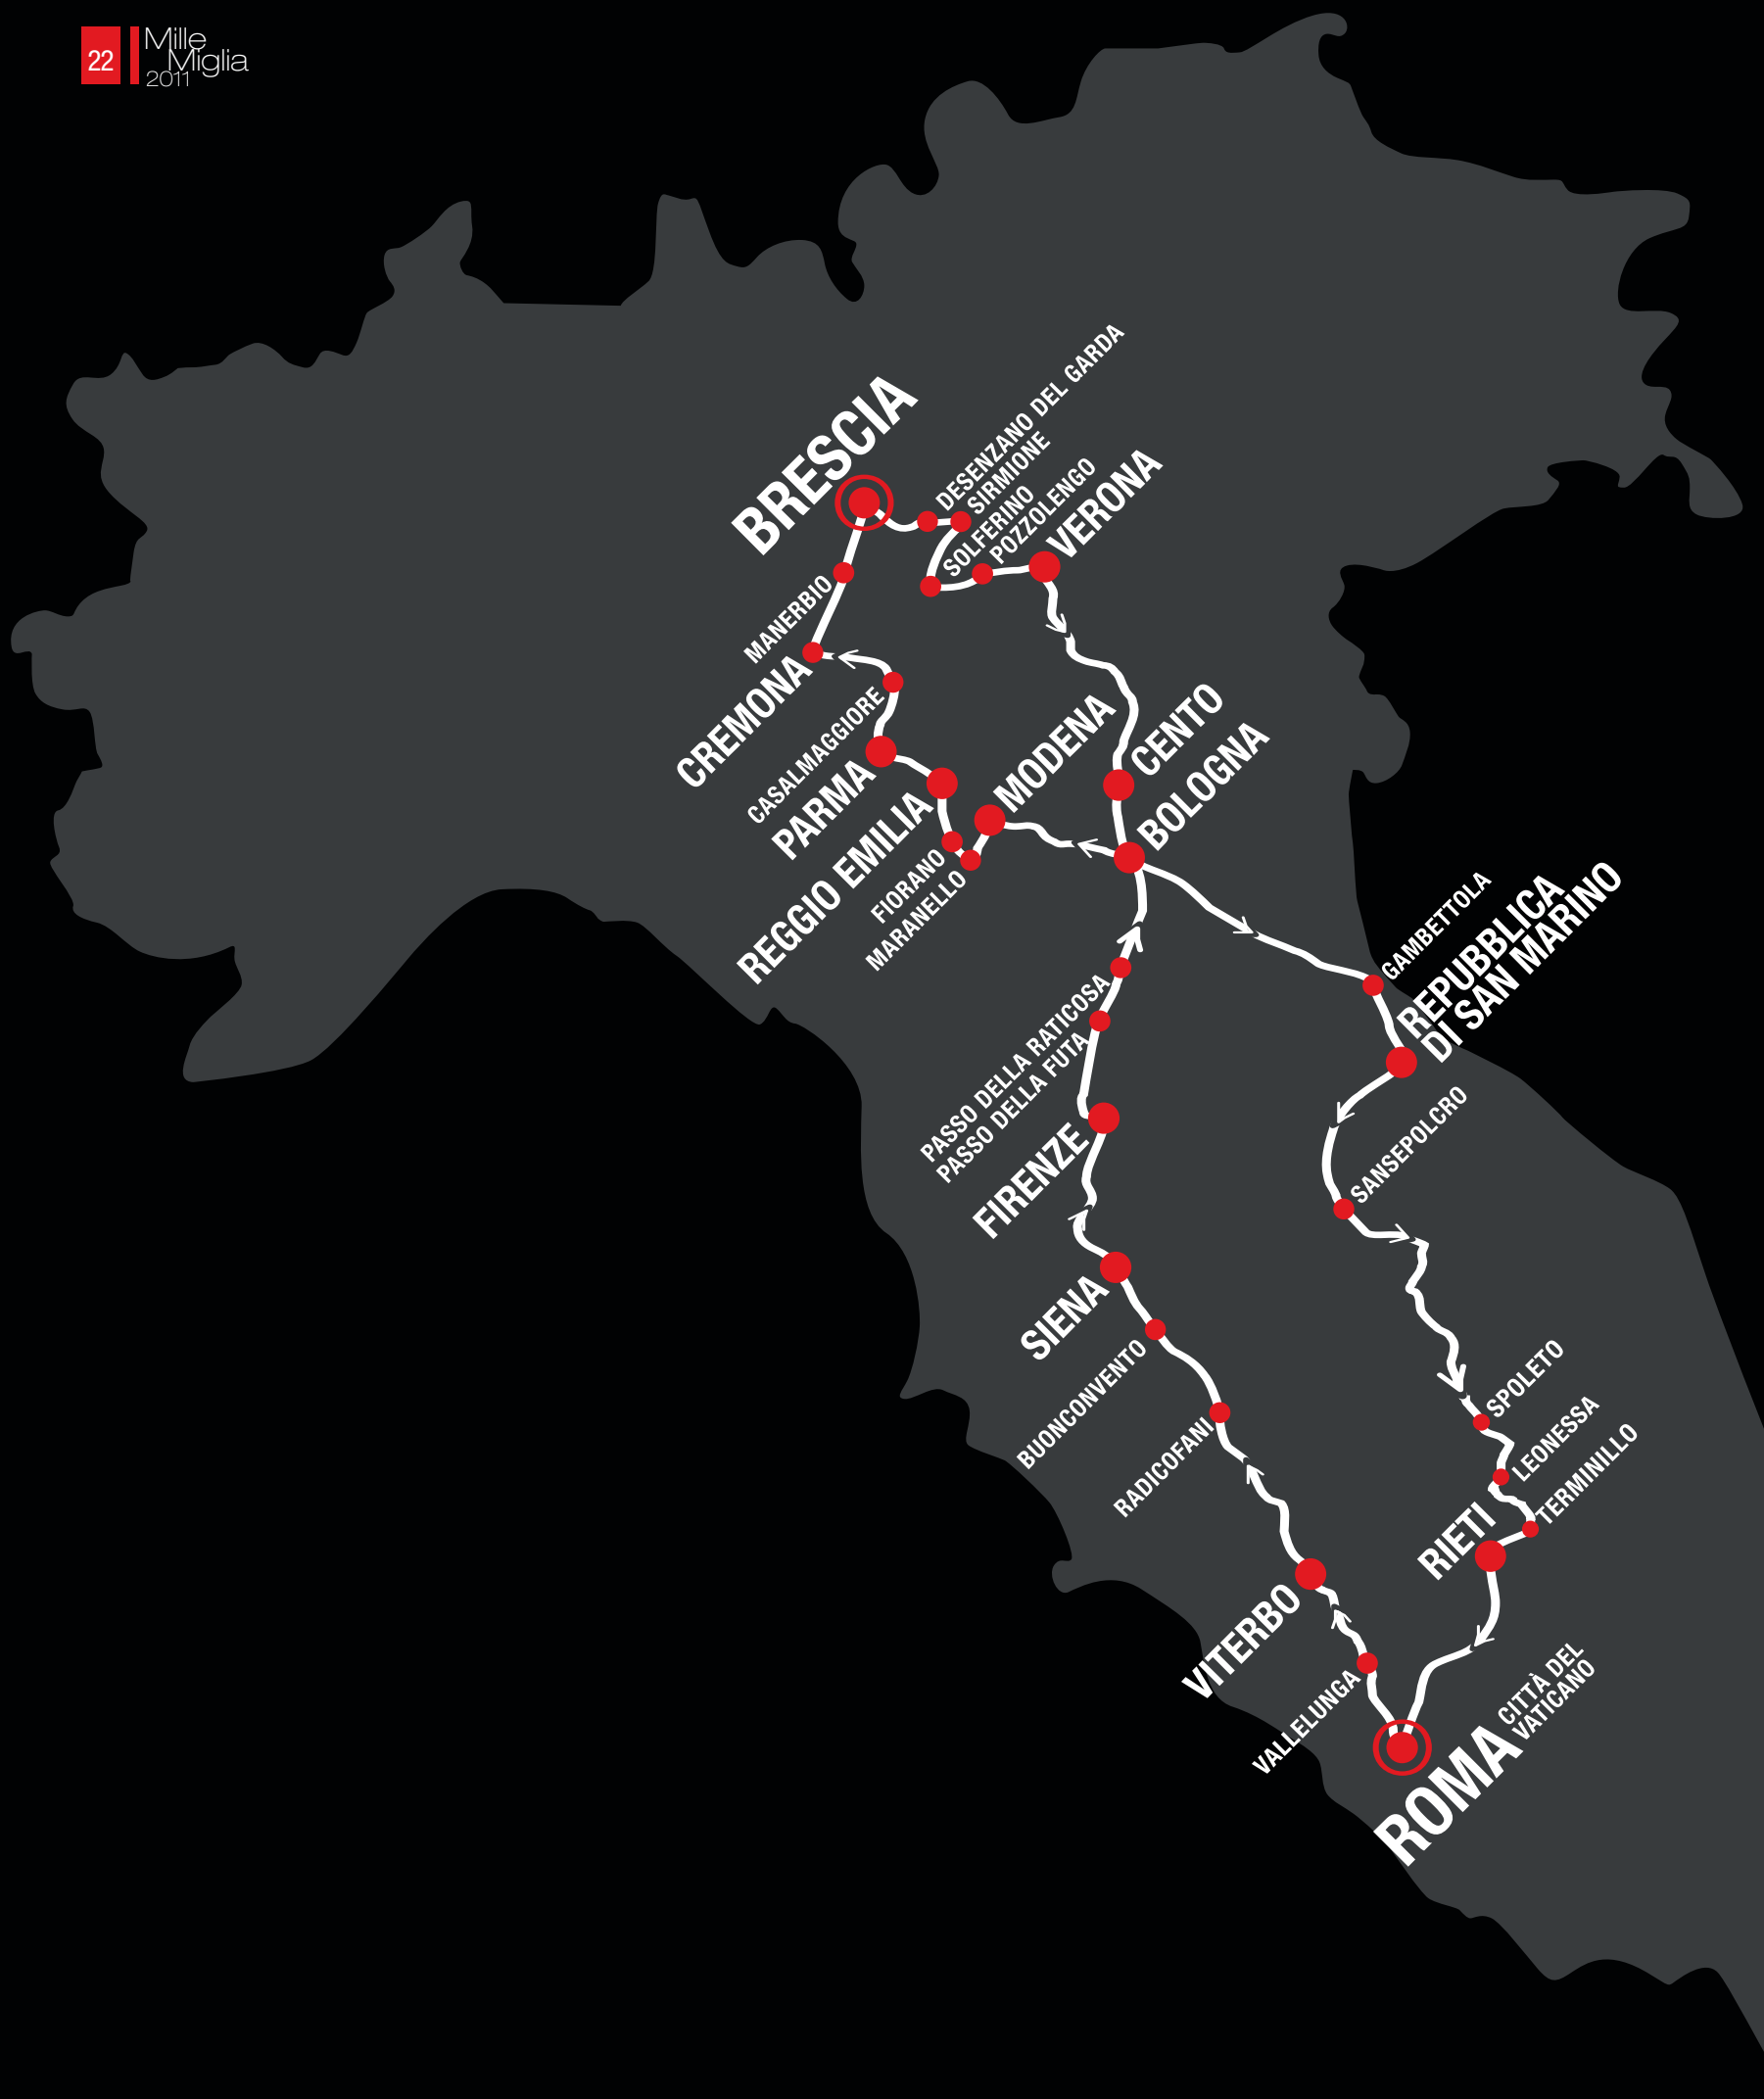 22
Mille
Miglia
2011
BRESCIA
DESENZANO DEL GARDA
SIRMIONE
SOLFERINO
POZZOLENGO
VERONA
MANERBIO
CREMONA
CASALMAGGIORE
PARMA
REGGIO EMILIA
FIORANO
MARANELLO
MODENA
CENTO
BOLOGNA
GAMBETTOLA
REPUBBLICA
DI SAN MARINO
PASSO DELLA RATICOSA
PASSO DELLA FUTA
FIRENZE
SANSEPOLCRO
SIENA
BUONCONVENTO
RADICOFANI
SPOLETO
LEONESSA
TERMINILLO
RIETI
VITERBO
VALLELUNGA
CITTÀ DEL
VATICANO
ROMA